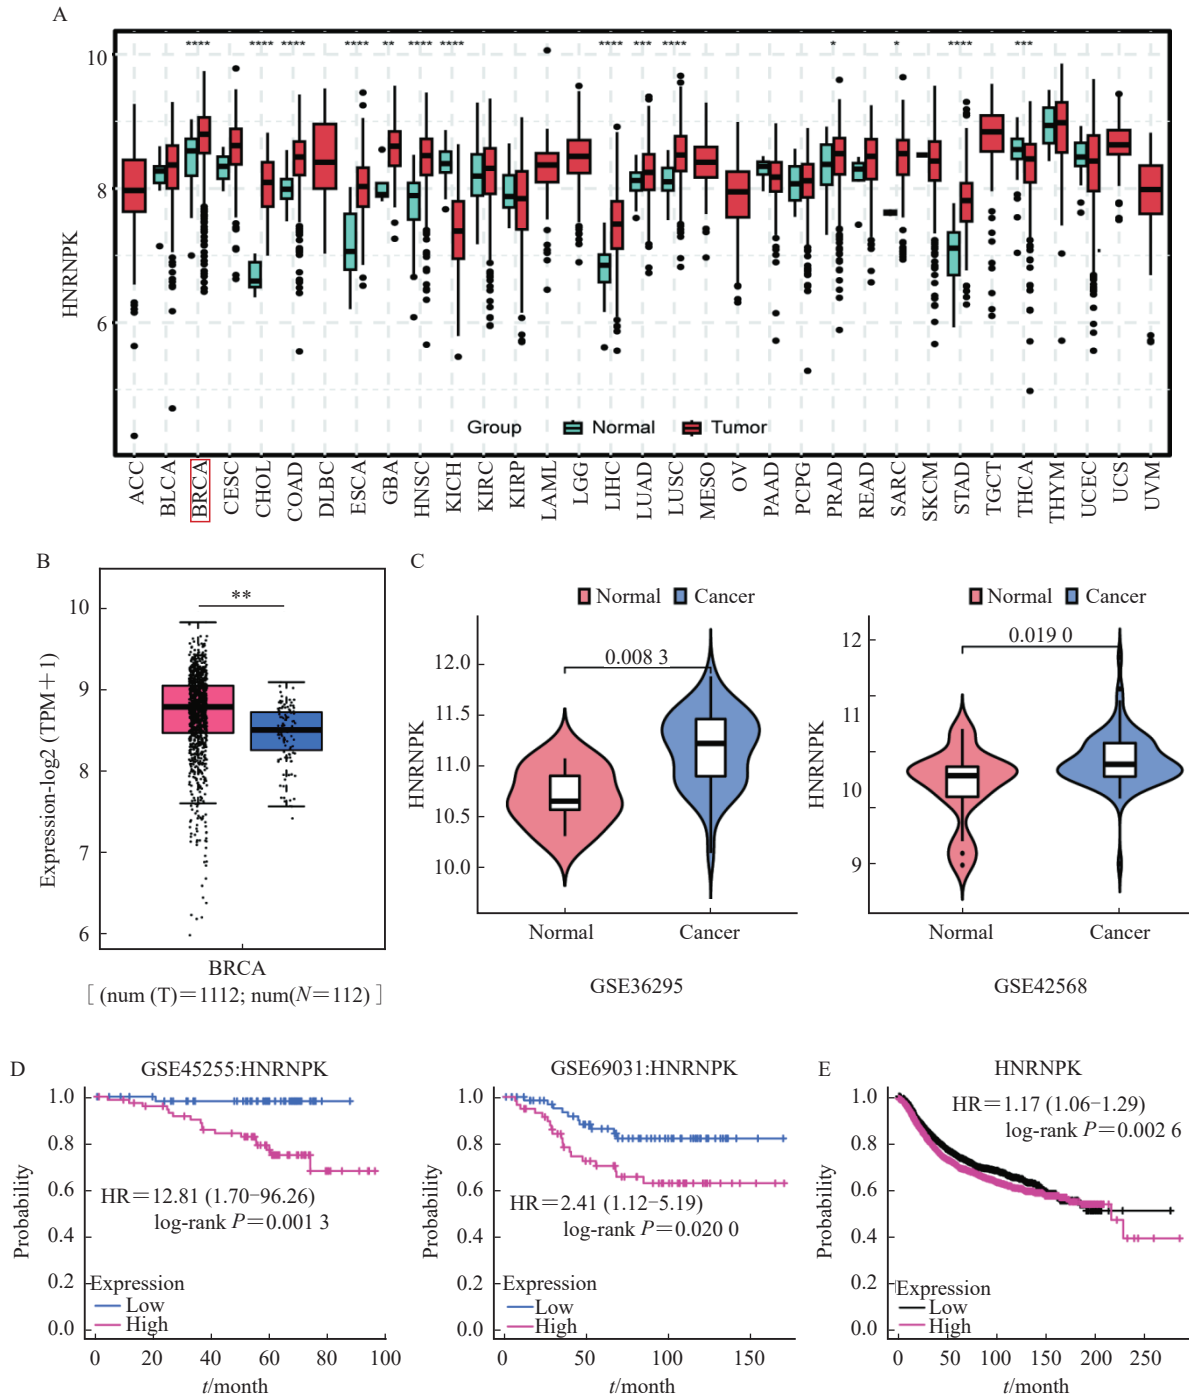 A
**** **** **** **** ** **** **** **** *** **** * * **** ***
10
8
6
HNRNPK
Group Normal Tumor
ACC BLCA BRCA CESC CHOL COAD DLBC ESCA GBA HNSC KICH KIRC KIRP LAML LGG LIHC LUAD LUSC MESO OV PAAD PCPG PRAD READ SARC SKCM STAD TGCT THCA THYM UCEC UCS UVM
B
**
10
9
8
7
6
Expression-log2 (TPM+1)
BRCA
[ (num (T)=1112; num(N=112) ]
C
Normal Cancer
0.008 3
12.0
11.5
11.0
10.5
10.0
HNRNPK
Normal Cancer
GSE36295
Normal Cancer
0.019 0
12
11
10
9
HNRNPK
Normal Cancer
GSE42568
D
GSE45255:HNRNPK
1.0
0.8
0.6
0.4
0.2
0.0
Probability
HR=12.81 (1.70-96.26)
log-rank P=0.001 3
Expression
Low
High
0 20 40 60 80 100
t/month
GSE69031:HNRNPK
1.0
0.8
0.6
0.4
0.2
0.0
Probability
HR=2.41 (1.12-5.19)
log-rank P=0.020 0
Expression
Low
High
0 50 100 150
t/month
E
HNRNPK
1.0
0.8
0.6
0.4
0.2
0.0
Probability
HR=1.17 (1.06-1.29)
log-rank P=0.002 6
Expression
Low
High
0 50 100 150 200 250
t/month